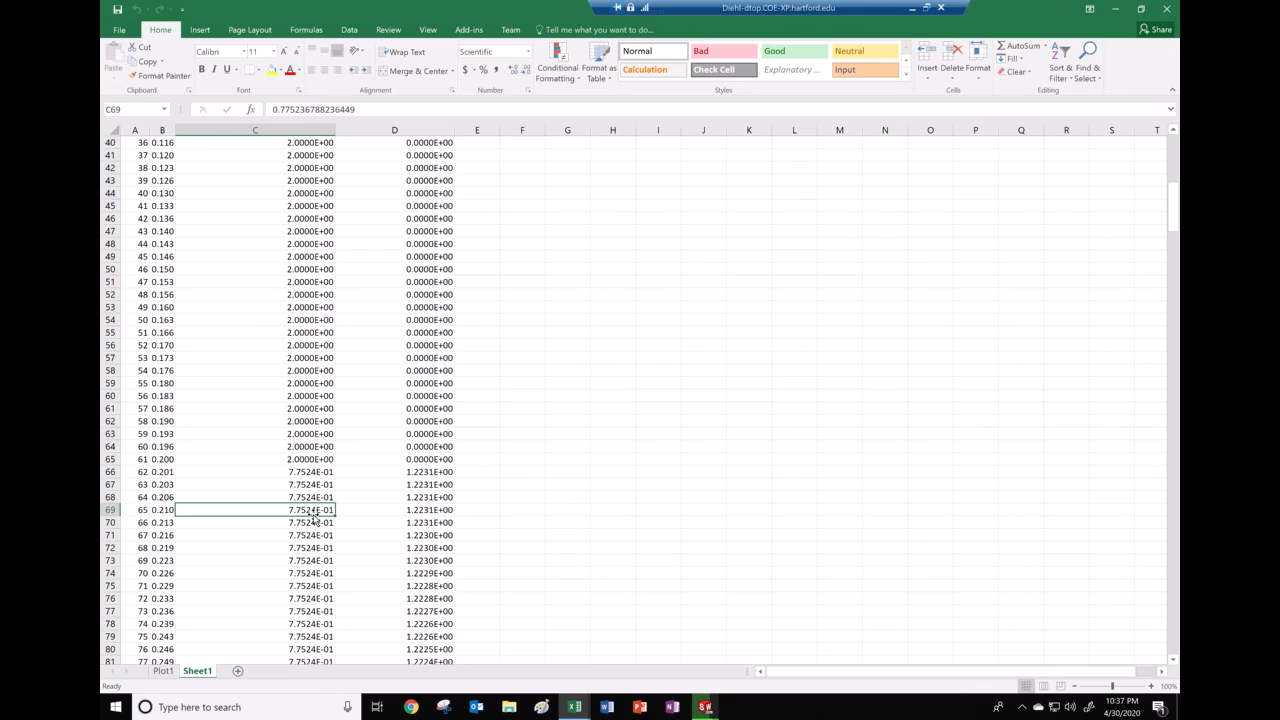 Diehl-dtop.COE-XP.hartford.edu
File Home Insert Page Layout Formulas Data Review View Add-ins Team Tell me what you want to do... Share
Cut
Copy
Format Painter
Paste
Clipboard
Calibri 11
B I U
Font
Wrap Text
Merge & Center
Alignment
Scientific
$ % ,
Number
Conditional Formatting
Format as Table
Normal Bad Good Neutral
Calculation Check Cell Explanatory ... Input
Styles
Insert Delete Format
Cells
AutoSum
Fill
Clear
Sort & Filter
Find & Select
Editing
C69 fx 0.775236788236449
A B C D E F G H I J K L M N O P Q R S T
40 36 0.116 2.0000E+00 0.0000E+00
41 37 0.120 2.0000E+00 0.0000E+00
42 38 0.123 2.0000E+00 0.0000E+00
43 39 0.126 2.0000E+00 0.0000E+00
44 40 0.130 2.0000E+00 0.0000E+00
45 41 0.133 2.0000E+00 0.0000E+00
46 42 0.136 2.0000E+00 0.0000E+00
47 43 0.140 2.0000E+00 0.0000E+00
48 44 0.143 2.0000E+00 0.0000E+00
49 45 0.146 2.0000E+00 0.0000E+00
50 46 0.150 2.0000E+00 0.0000E+00
51 47 0.153 2.0000E+00 0.0000E+00
52 48 0.156 2.0000E+00 0.0000E+00
53 49 0.160 2.0000E+00 0.0000E+00
54 50 0.163 2.0000E+00 0.0000E+00
55 51 0.166 2.0000E+00 0.0000E+00
56 52 0.170 2.0000E+00 0.0000E+00
57 53 0.173 2.0000E+00 0.0000E+00
58 54 0.176 2.0000E+00 0.0000E+00
59 55 0.180 2.0000E+00 0.0000E+00
60 56 0.183 2.0000E+00 0.0000E+00
61 57 0.186 2.0000E+00 0.0000E+00
62 58 0.190 2.0000E+00 0.0000E+00
63 59 0.193 2.0000E+00 0.0000E+00
64 60 0.196 2.0000E+00 0.0000E+00
65 61 0.200 2.0000E+00 0.0000E+00
66 62 0.201 7.7524E-01 1.2231E+00
67 63 0.203 7.7524E-01 1.2231E+00
68 64 0.206 7.7524E-01 1.2231E+00
69 65 0.210 7.7524E-01 1.2231E+00
70 66 0.213 7.7524E-01 1.2231E+00
71 67 0.216 7.7524E-01 1.2230E+00
72 68 0.219 7.7524E-01 1.2230E+00
73 69 0.223 7.7524E-01 1.2230E+00
74 70 0.226 7.7524E-01 1.2229E+00
75 71 0.229 7.7524E-01 1.2228E+00
76 72 0.233 7.7524E-01 1.2228E+00
77 73 0.236 7.7524E-01 1.2227E+00
78 74 0.239 7.7524E-01 1.2226E+00
79 75 0.243 7.7524E-01 1.2226E+00
80 76 0.246 7.7524E-01 1.2225E+00
81 77 0.249 7.7524E-01 1.2224E+00
Plot1 Sheet1
Ready 100%
Type here to search
10:37 PM
4/30/2020